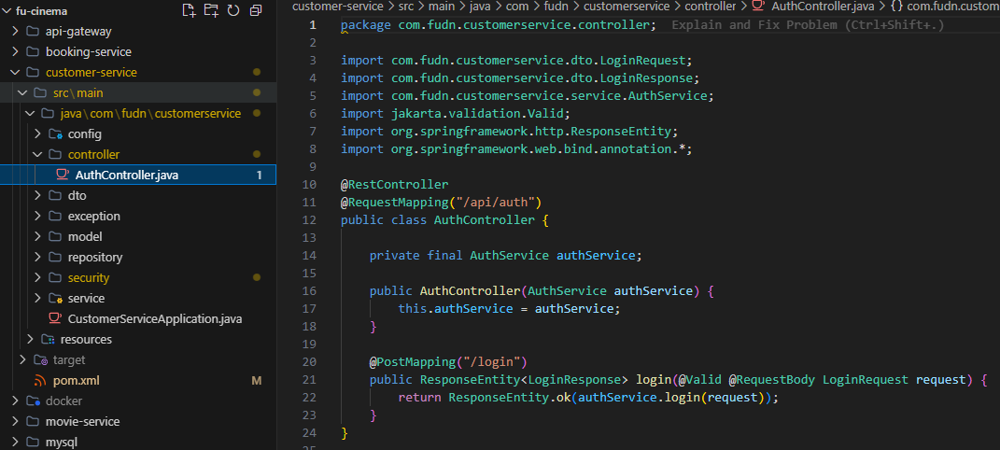 fu-cinema
api-gateway
booking-service
customer-service
src\main
java\com\fudn\customerservice
config
controller
AuthController.java 1
dto
exception
model
repository
security
service
CustomerServiceApplication.java
resources
target
pom.xml M
docker
movie-service
mysql
customer-service > src > main > java > com > fudn > customerservice > controller > AuthController.java > {} com.fudn.custom
1 package com.fudn.customerservice.controller; Explain and Fix Problem (Ctrl+Shift+.)
2
3 import com.fudn.customerservice.dto.LoginRequest;
4 import com.fudn.customerservice.dto.LoginResponse;
5 import com.fudn.customerservice.service.AuthService;
6 import jakarta.validation.Valid;
7 import org.springframework.http.ResponseEntity;
8 import org.springframework.web.bind.annotation.*;
9
10 @RestController
11 @RequestMapping("/api/auth")
12 public class AuthController {
13
14 private final AuthService authService;
15
16 public AuthController(AuthService authService) {
17 this.authService = authService;
18 }
19
20 @PostMapping("/login")
21 public ResponseEntity<LoginResponse> login(@Valid @RequestBody LoginRequest request) {
22 return ResponseEntity.ok(authService.login(request));
23 }
24 }